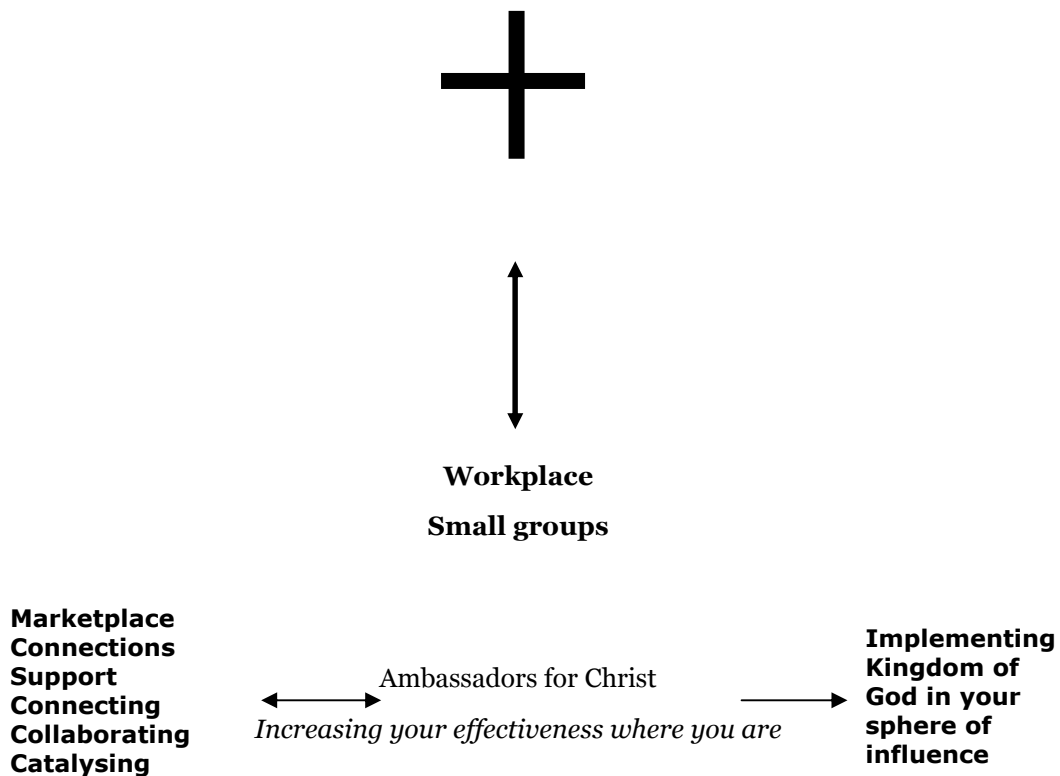 Workplace
Small groups
Marketplace
Connections
Support
Connecting
Collaborating
Catalysing
Ambassadors for Christ
Increasing your effectiveness where you are
Implementing
Kingdom of
God in your
sphere of
influence